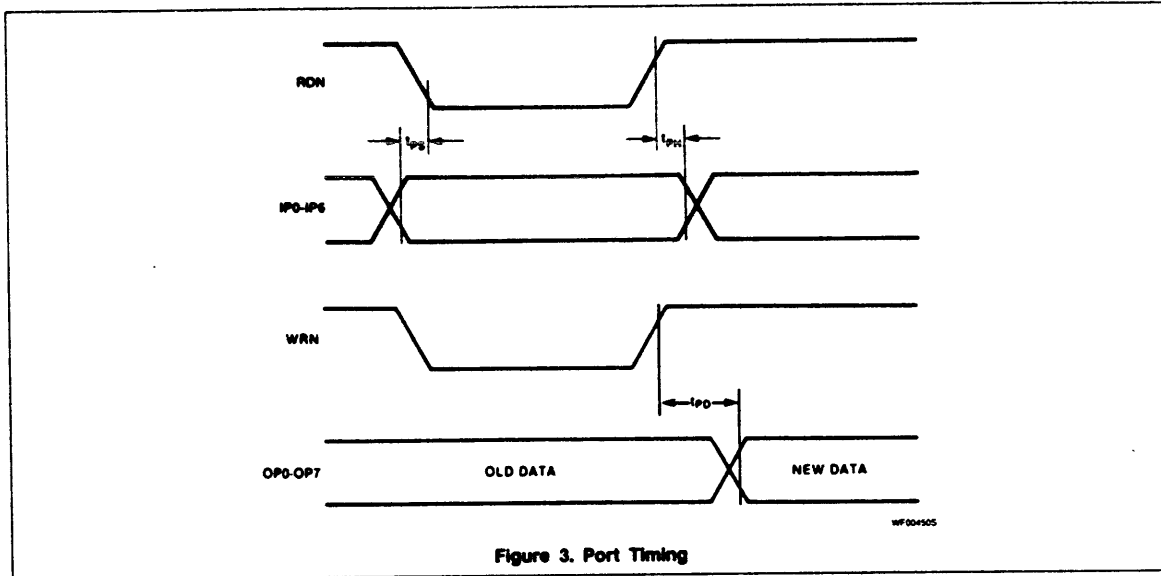 RDN
tPS
tPH
IP0-IP6
WRN
tPD
OP0-OP7
OLD DATA
NEW DATA
WF004505
Figure 3. Port Timing